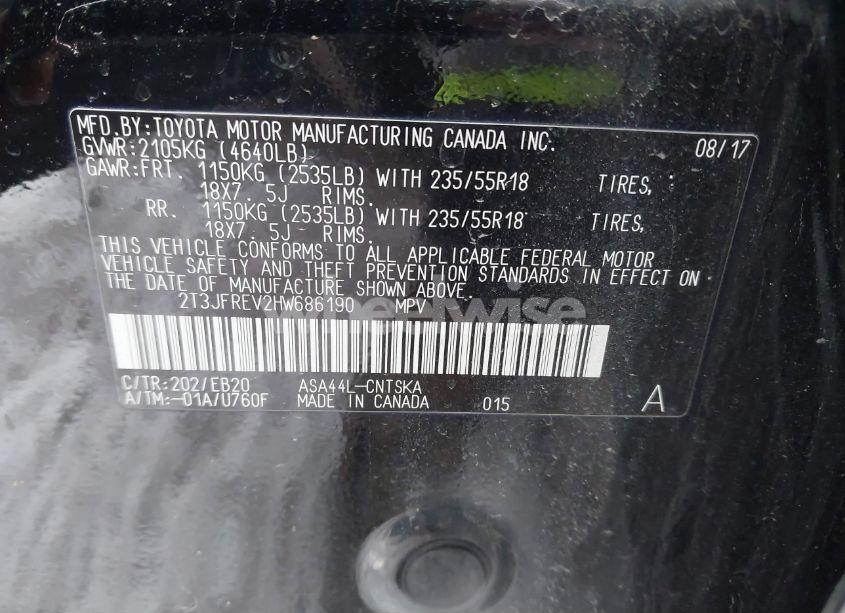 MFD.BY:TOYOTA MOTOR MANUFACTURING CANADA INC. 08/17
GVWR:2105KG (4640LB)
GAWR:FRT. 1150KG (2535LB) WITH 235/55R18 TIRES,
18X7.5J RIMS.
RR. 1150KG (2535LB) WITH 235/55R18 TIRES,
18X7.5J RIMS.
THIS VEHICLE CONFORMS TO ALL APPLICABLE FEDERAL MOTOR
VEHICLE SAFETY AND THEFT PREVENTION STANDARDS IN EFFECT ON
THE DATE OF MANUFACTURE SHOWN ABOVE.
2T3JFREV2HW686190 MPV
C/TR:202/EB20 ASA44L-CNTSKA
A/TM:-01A/U760F MADE IN CANADA 015 A